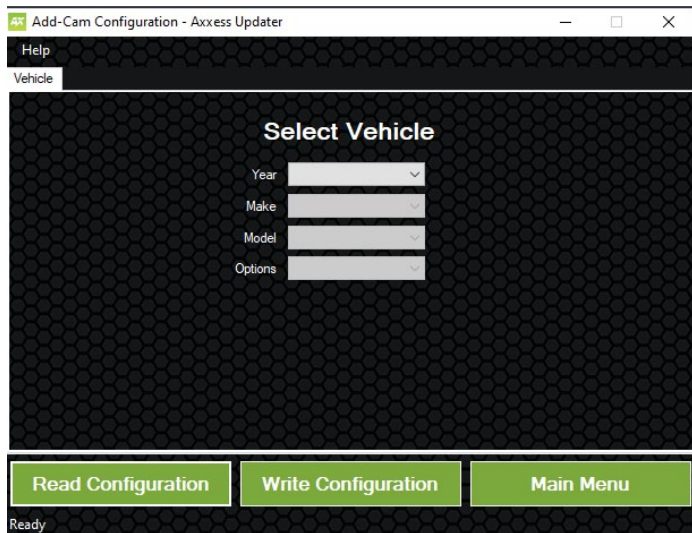 AX Add-Cam Configuration - Axxess Updater
Help
Vehicle
Select Vehicle
Year
Make
Model
Options
Read Configuration Write Configuration Main Menu
Ready